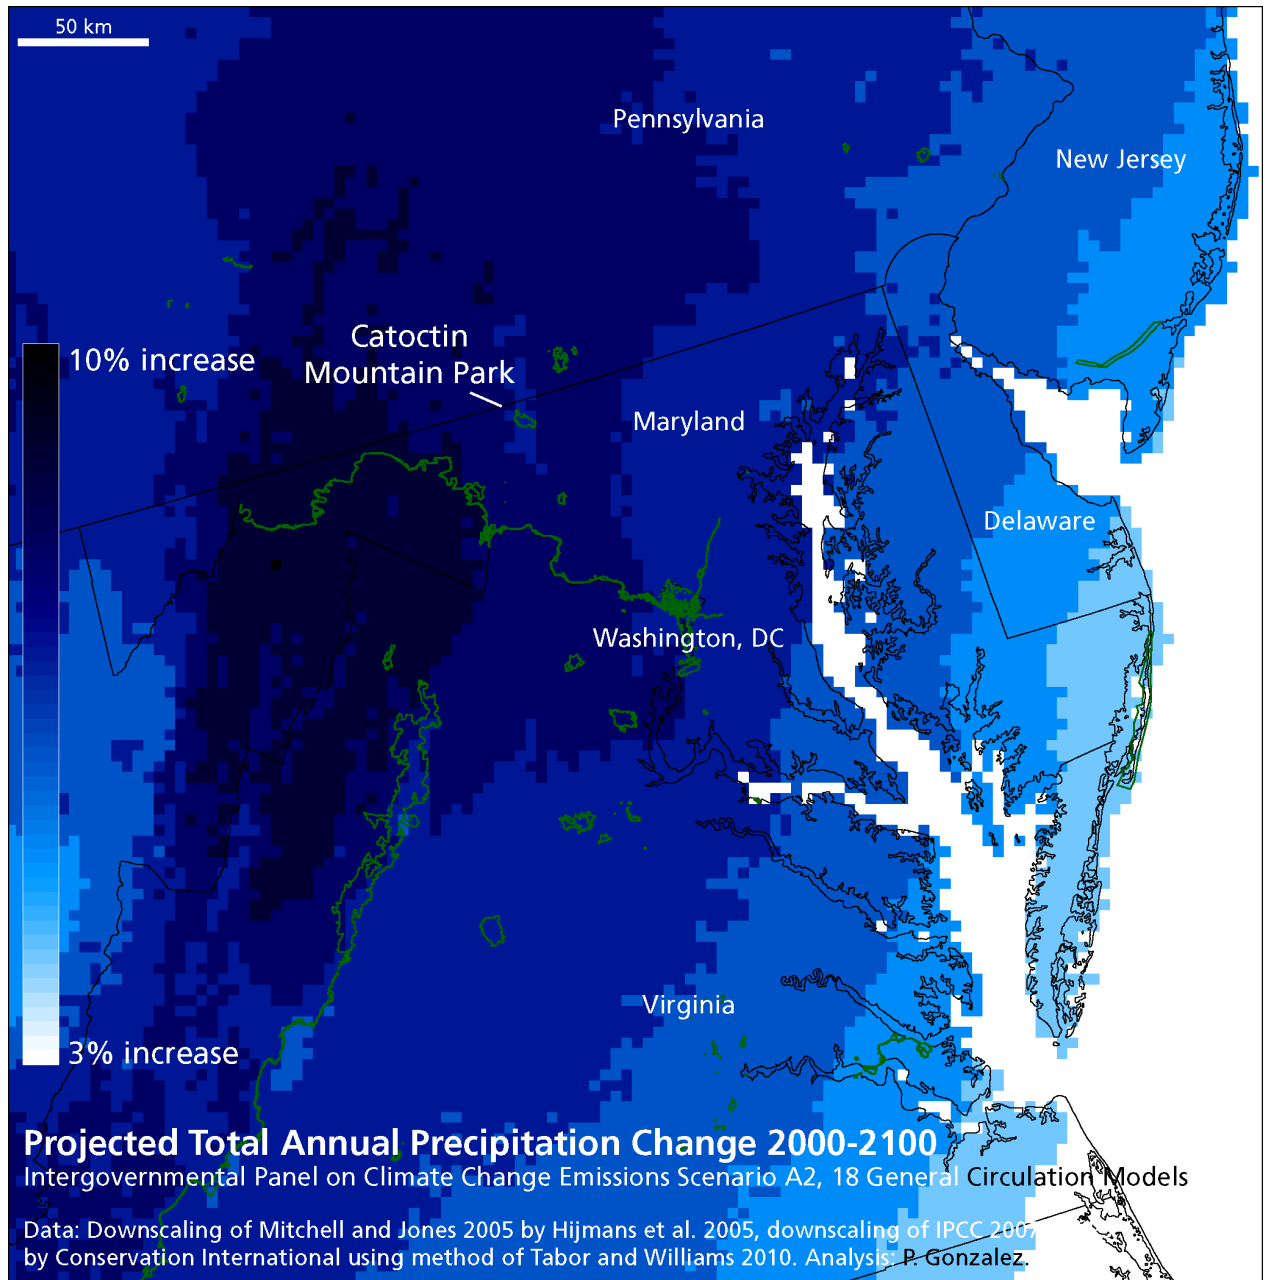 50 km
Pennsylvania
New Jersey
Catoctin
Mountain Park
10% increase
Maryland
Delaware
Washington, DC
Virginia
3% increase
Projected Total Annual Precipitation Change 2000-2100
Intergovernmental Panel on Climate Change Emissions Scenario A2, 18 General Circulation Models
Data: Downscaling of Mitchell and Jones 2005 by Hijmans et al. 2005, downscaling of IPCC 2007
by Conservation International using method of Tabor and Williams 2010. Analysis: P. Gonzalez.